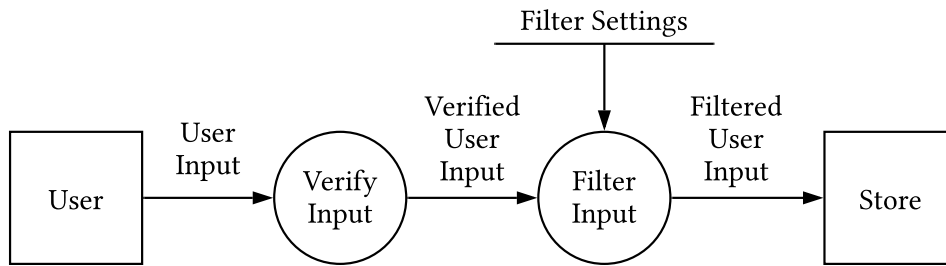 Filter Settings
User
Input
Verified
User
Input
Filtered
User
Input
User
Verify
Input
Filter
Input
Store